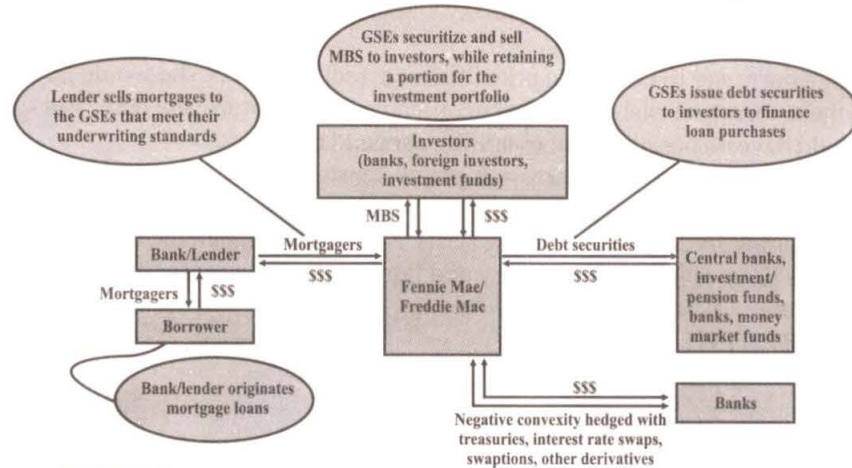 GSEs securitize and sell
MBS to investors, while retaining
a portion for the
investment portfolio
Lender sells mortgages to
the GSEs that meet their
underwriting standards
GSEs issue debt securities
to investors to finance
loan purchases
Investors
(banks, foreign investors,
investment funds)
MBS
$$$
Bank/Lender
Mortgagers
$$$
Fennie Mae/
Freddie Mac
Debt securities
$$$
Central banks,
investment/
pension funds,
banks, money
market funds
Mortgagers
$$$
Borrower
Bank/lender originates
mortgage loans
$$$
Banks
Negative convexity hedged with
treasuries, interest rate swaps,
swaptions, other derivatives